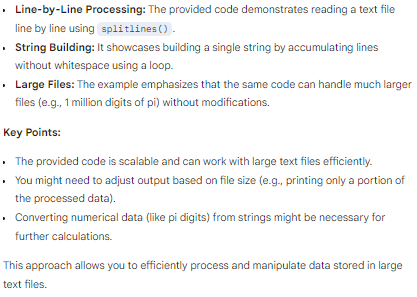 • Line-by-Line Processing: The provided code demonstrates reading a text file
line by line using splitlines().
• String Building: It showcases building a single string by accumulating lines
without whitespace using a loop.
• Large Files: The example emphasizes that the same code can handle much larger
files (e.g., 1 million digits of pi) without modifications.
Key Points:
• The provided code is scalable and can work with large text files efficiently.
• You might need to adjust output based on file size (e.g., printing only a portion of
the processed data).
• Converting numerical data (like pi digits) from strings might be necessary for
further calculations.
This approach allows you to efficiently process and manipulate data stored in large
text files.